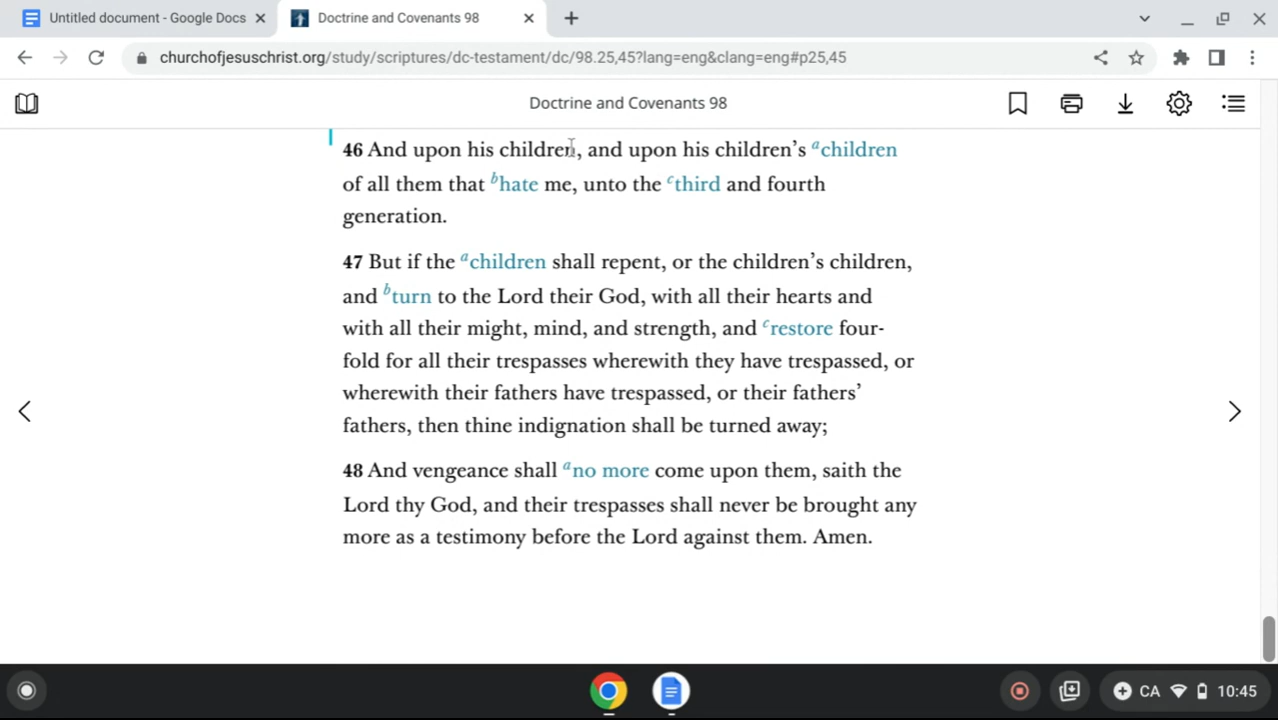 Untitled document - Google Docs
Doctrine and Covenants 98
churchofjesuschrist.org/study/scriptures/dc-testament/dc/98.25,45?lang=eng&clang=eng#p25,45
Doctrine and Covenants 98
46 And upon his children, and upon his children’s a children
of all them that b hate me, unto the c third and fourth
generation.
47 But if the a children shall repent, or the children’s children,
and b turn to the Lord their God, with all their hearts and
with all their might, mind, and strength, and c restore four-
fold for all their trespasses wherewith they have trespassed, or
wherewith their fathers have trespassed, or their fathers’
fathers, then thine indignation shall be turned away;
48 And vengeance shall a no more come upon them, saith the
Lord thy God, and their trespasses shall never be brought any
more as a testimony before the Lord against them. Amen.
CA 10:45